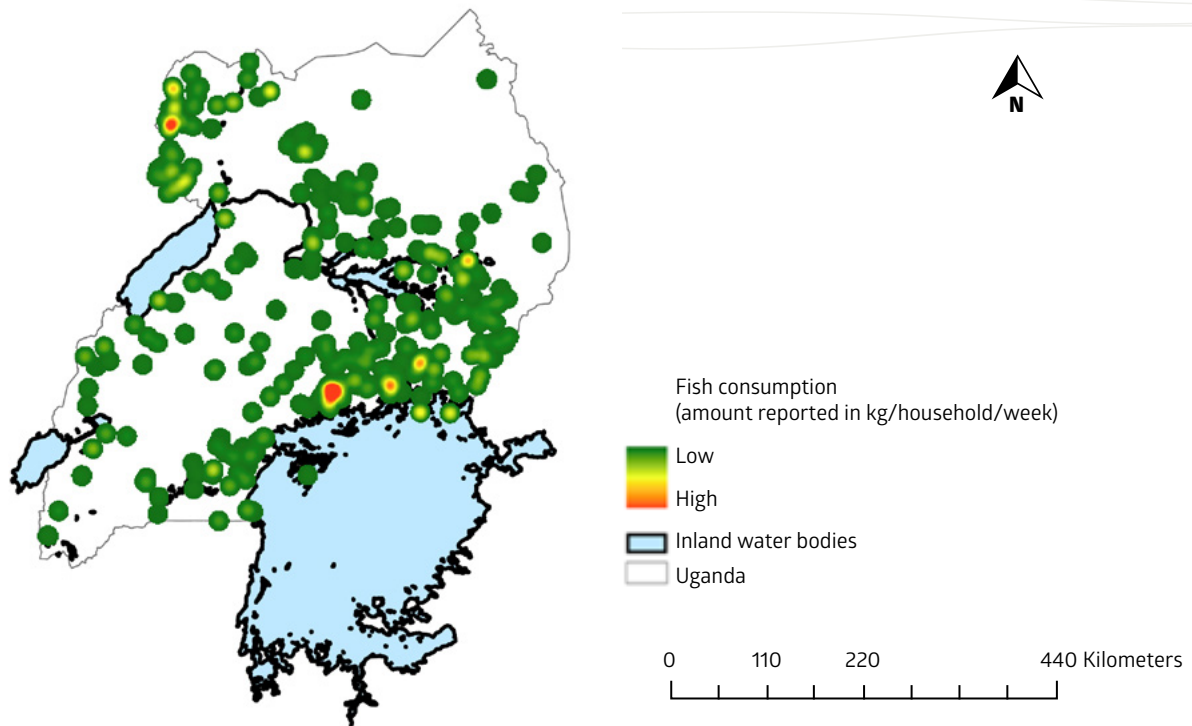 N
Fish consumption
(amount reported in kg/household/week)
Low
High
Inland water bodies
Uganda
0 110 220 440 Kilometers